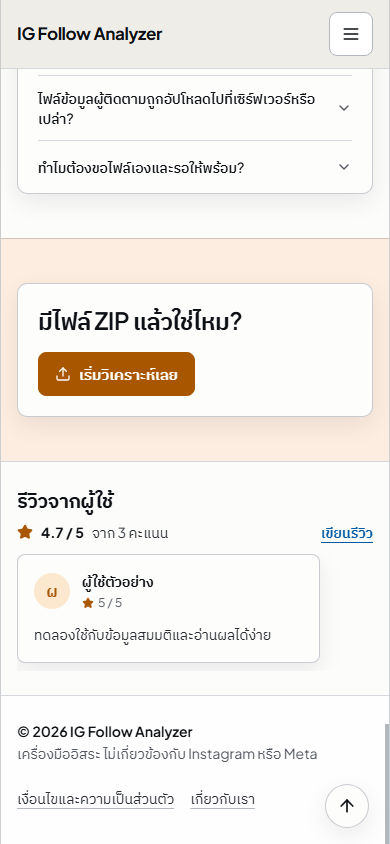 IG Follow Analyzer
ไฟล์ข้อมูลผู้ติดตามถูกอัปโหลดไปที่เซิร์ฟเวอร์หรือ
เปล่า?
ทำไมต้องขอไฟล์เองและรอให้พร้อม?
มีไฟล์ ZIP แล้วใช่ไหม?
เริ่มวิเคราะห์เลย
รีวิวจากผู้ใช้
4.7 / 5 จาก 3 คะแนน
เขียนรีวิว
ผ
ผู้ใช้ตัวอย่าง
5 / 5
ทดลองใช้กับข้อมูลสมมติและอ่านผลได้ง่าย
© 2026 IG Follow Analyzer
เครื่องมืออิสระ ไม่เกี่ยวข้องกับ Instagram หรือ Meta
เงื่อนไขและความเป็นส่วนตัว เกี่ยวกับเรา